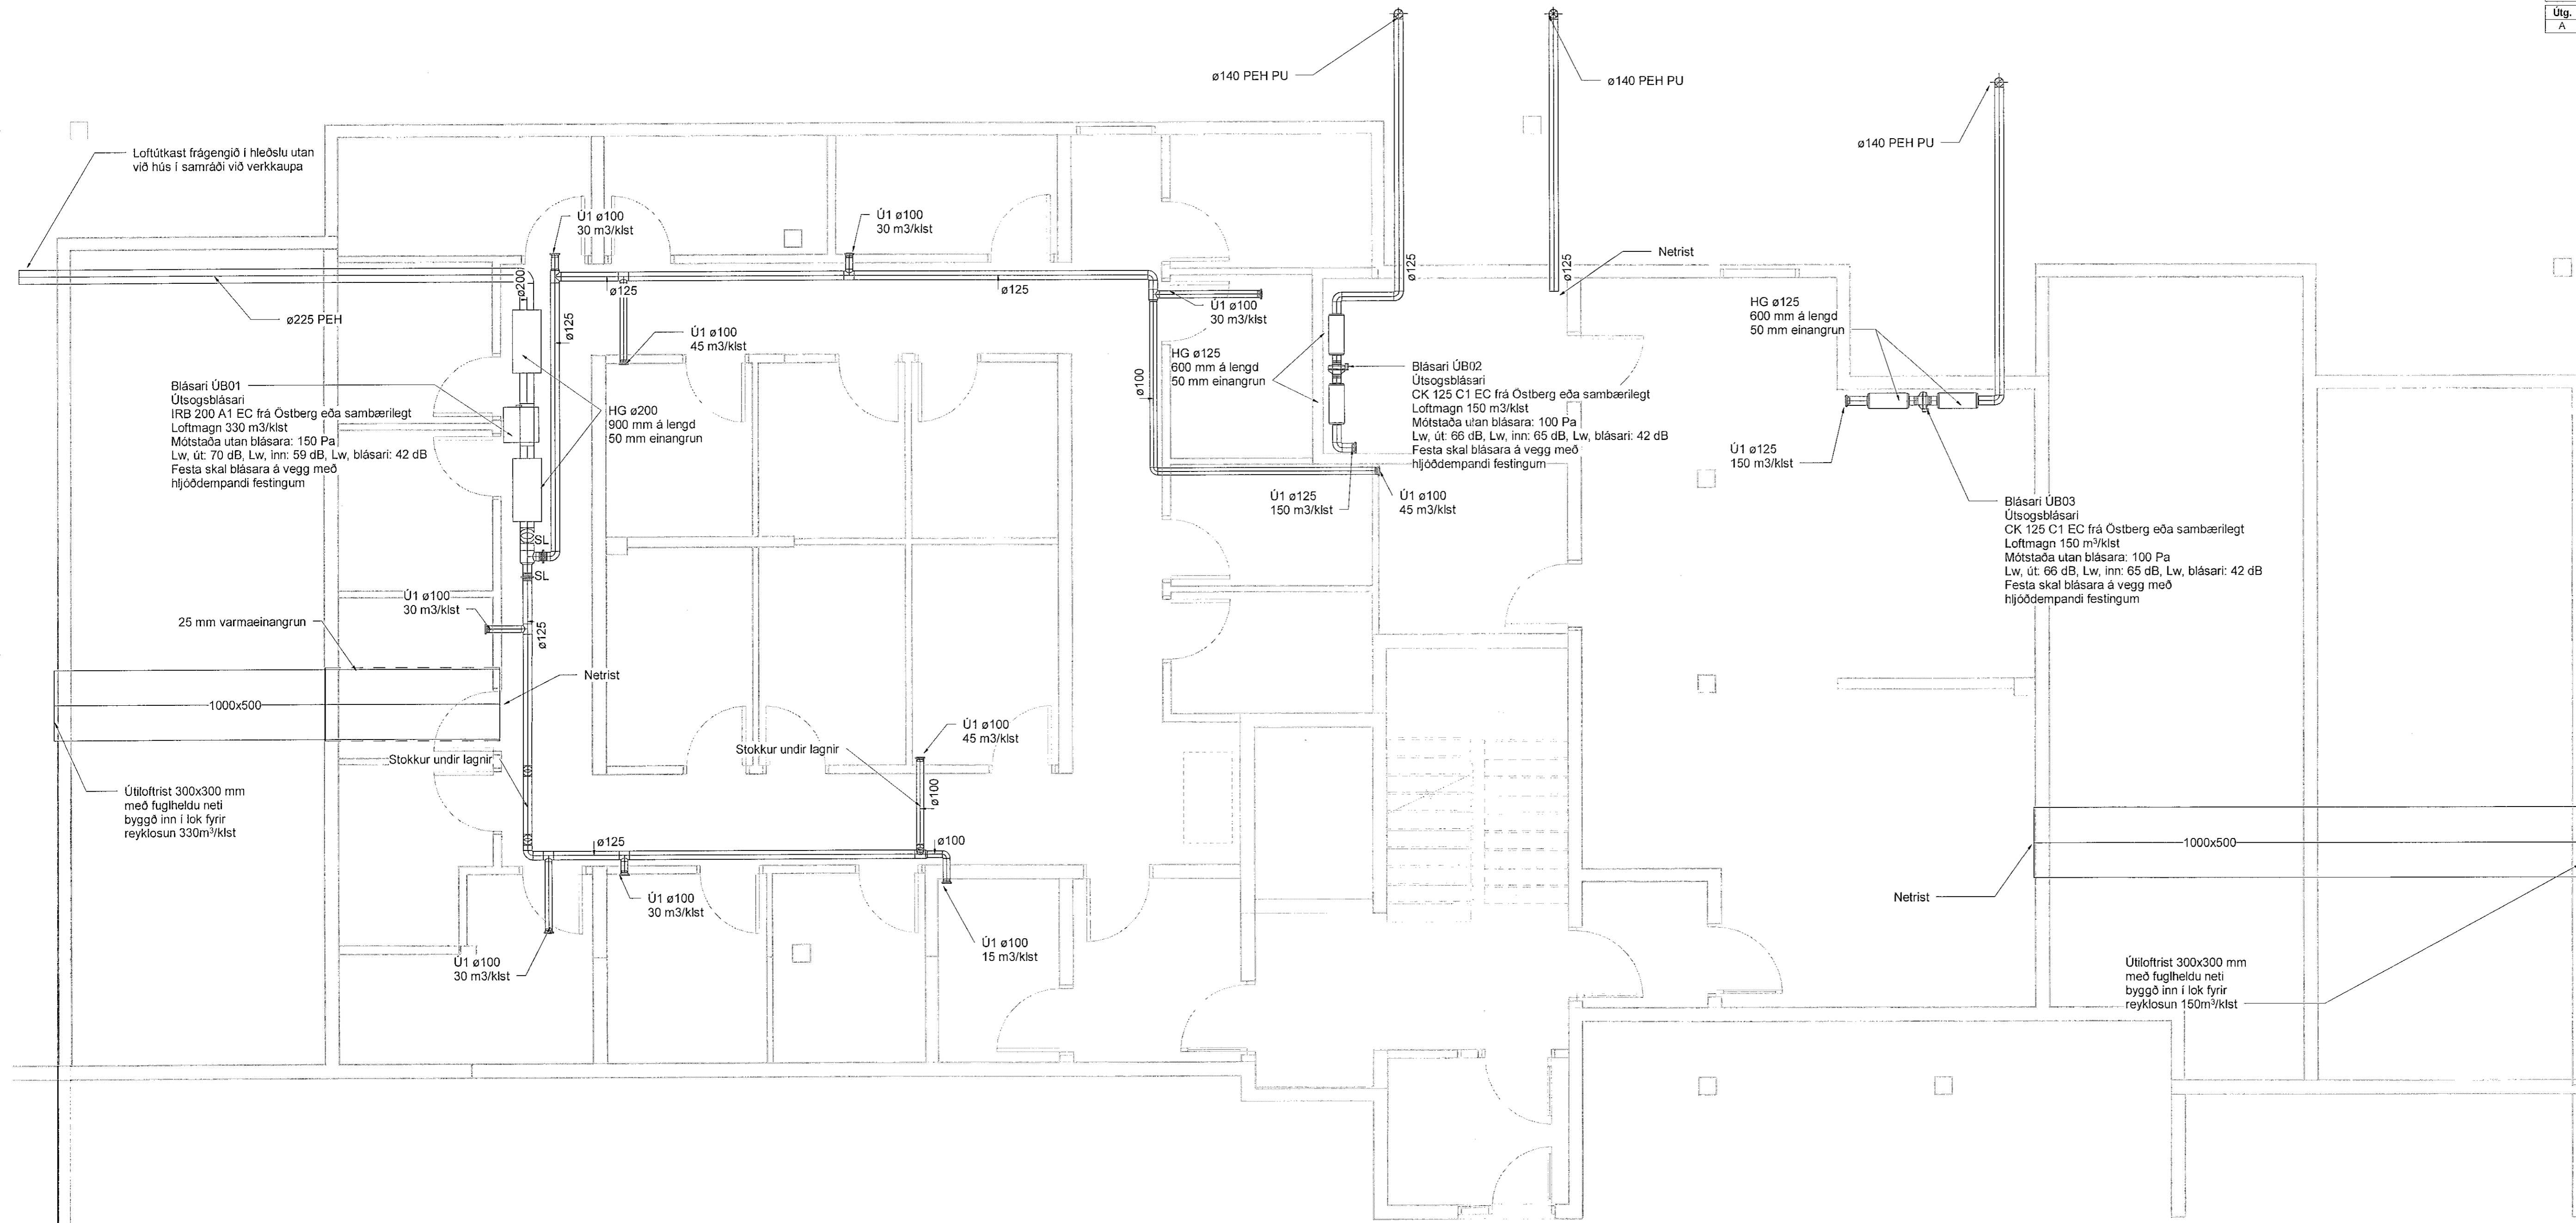 Útg.
A
ø140 PEH PU
ø140 PEH PU
ø140 PEH PU
Loftútkast frágengið í hleðslu utan
við hús í samráði við verkkaupa
Ú1 ø100
30 m3/klst
Ú1 ø100
30 m3/klst
Netrist
ø200
ø125
ø125
ø125
ø125
ø225 PEH
ø125
Ú1 ø100
30 m3/klst
HG ø125
600 mm á lengd
50 mm einangrun
Ú1 ø100
45 m3/klst
HG ø125
600 mm á lengd
50 mm einangrun
ø100
Blásari ÚB01
Útsogsblásari
IRB 200 A1 EC frá Östberg eða sambærilegt
Loftmagn 330 m3/klst
Mótstaða utan blásara: 150 Pa
Lw, út: 70 dB, Lw, inn: 59 dB, Lw, blásari: 42 dB
Festa skal blásara á vegg með
hljóðdempandi festingum
HG ø200
900 mm á lengd
50 mm einangrun
Blásari ÚB02
Útsogsblásari
CK 125 C1 EC frá Östberg eða sambærilegt
Loftmagn 150 m3/klst
Mótstaða utan blásara: 100 Pa
Lw, út: 66 dB, Lw, inn: 65 dB, Lw, blásari: 42 dB
Festa skal blásara á vegg með
hljóðdempandi festingum
Ú1 ø125
150 m3/klst
Ú1 ø125
150 m3/klst
Ú1 ø100
45 m3/klst
Blásari ÚB03
Útsogsblásari
CK 125 C1 EC frá Östberg eða sambærilegt
Loftmagn 150 m³/klst
Mótstaða utan blásara: 100 Pa
Lw, út: 66 dB, Lw, inn: 65 dB, Lw, blásari: 42 dB
Festa skal blásara á vegg með
hljóðdempandi festingum
SL
SL
Ú1 ø100
30 m3/klst
25 mm varmaeinangrun
ø125
Netrist
1000x500
Stokkur undir lagnir
Ú1 ø100
45 m3/klst
Stokkur undir lagnir
ø100
Útiloftrist 300x300 mm
með fuglheldu neti
byggð inn í lok fyrir
reyklosun 330m³/klst
ø125
ø100
1000x500
Ú1 ø100
30 m3/klst
Netrist
Ú1 ø100
30 m3/klst
Ú1 ø100
15 m3/klst
Útiloftrist 300x300 mm
með fuglheldu neti
byggð inn í lok fyrir
reyklosun 150m³/klst